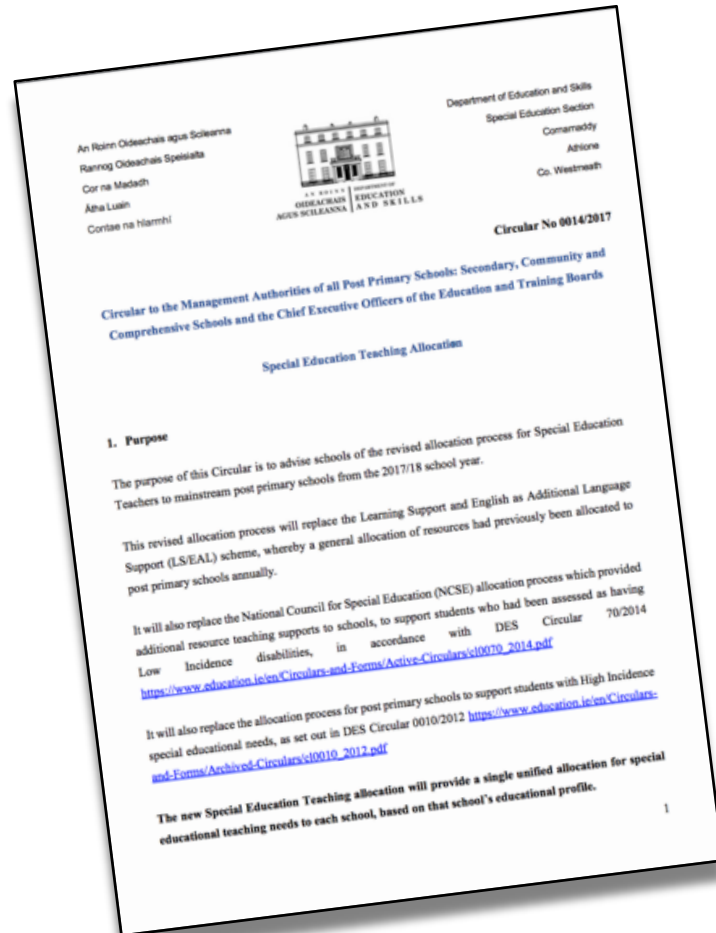 An Roinn Oideachais agus Scileanna
Rannog Oideachais Speisialta
Cor na Madadh
Átha Luain
Contae na hIarmhí
AN ROINN
OIDEACHAIS
AGUS SCILEANNA
DEPARTMENT OF
EDUCATION
AND SKILLS
Department of Education and Skills
Special Education Section
Cornamaddy
Athlone
Co. Westmeath
Circular No 0014/2017
Circular to the Management Authorities of all Post Primary Schools: Secondary, Community and
Comprehensive Schools and the Chief Executive Officers of the Education and Training Boards
Special Education Teaching Allocation
1. Purpose
The purpose of this Circular is to advise schools of the revised allocation process for Special Education
Teachers to mainstream post primary schools from the 2017/18 school year.
This revised allocation process will replace the Learning Support and English as Additional Language
Support (LS/EAL) scheme, whereby a general allocation of resources had previously been allocated to
post primary schools annually.
It will also replace the National Council for Special Education (NCSE) allocation process which provided
additional resource teaching supports to schools, to support students who had been assessed as having
Low Incidence disabilities, in accordance with DES Circular 70/2014
https://www.education.ie/en/Circulars-and-Forms/Active-Circulars/cl0070_2014.pdf
It will also replace the allocation process for post primary schools to support students with High Incidence
special educational needs, as set out in DES Circular 0010/2012 https://www.education.ie/en/Circulars-
and-Forms/Archived-Circulars/cl0010_2012.pdf
The new Special Education Teaching allocation will provide a single unified allocation for special
educational teaching needs to each school, based on that school's educational profile.
1